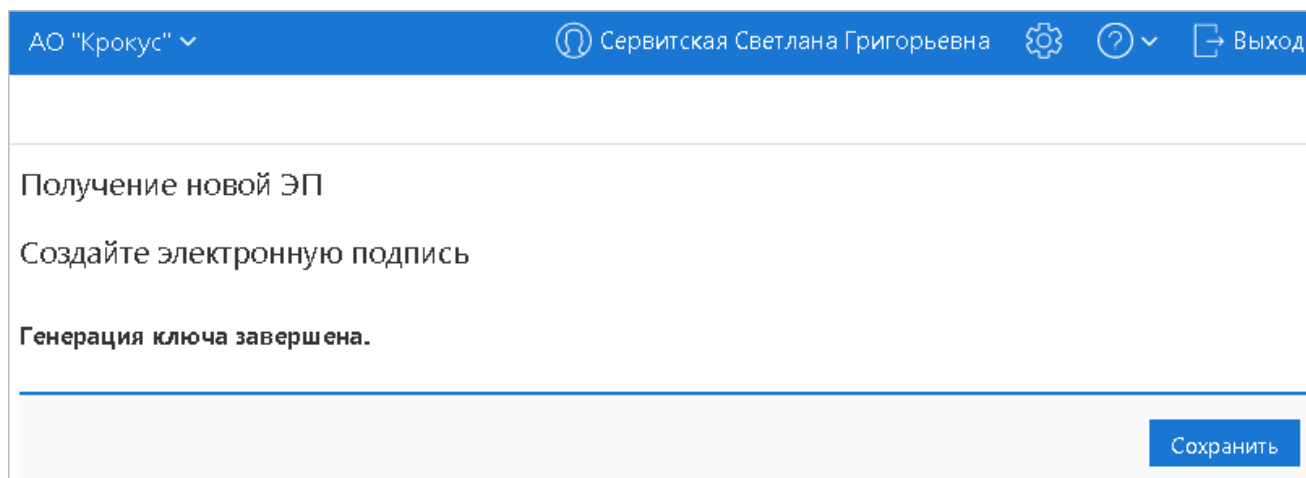 АО "Крокус" Сервитская Светлана Григорьевна ? Выход
Получение новой ЭП
Создайте электронную подпись
Генерация ключа завершена.
Сохранить